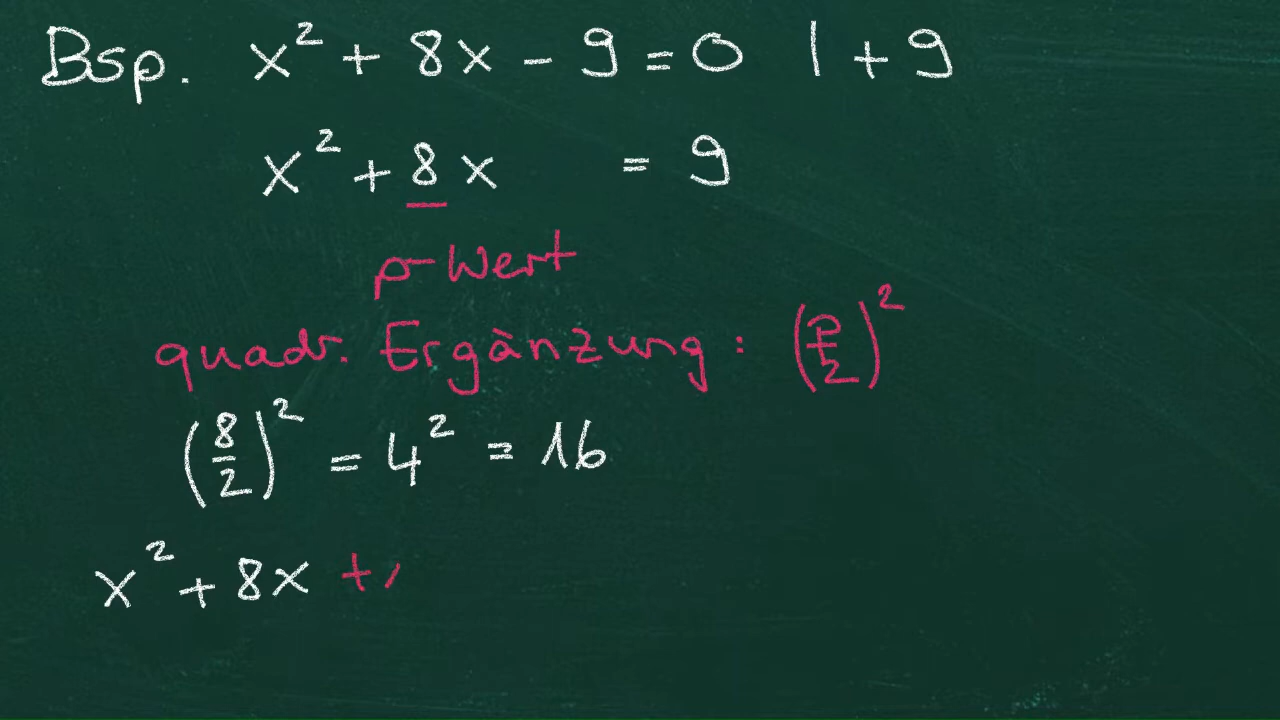 Bsp. x² + 8x - 9 = 0 | + 9
x² + 8x = 9
p-Wert
quadr. Ergänzung: (p/2)²
(8/2)² = 4² = 16
x² + 8x +